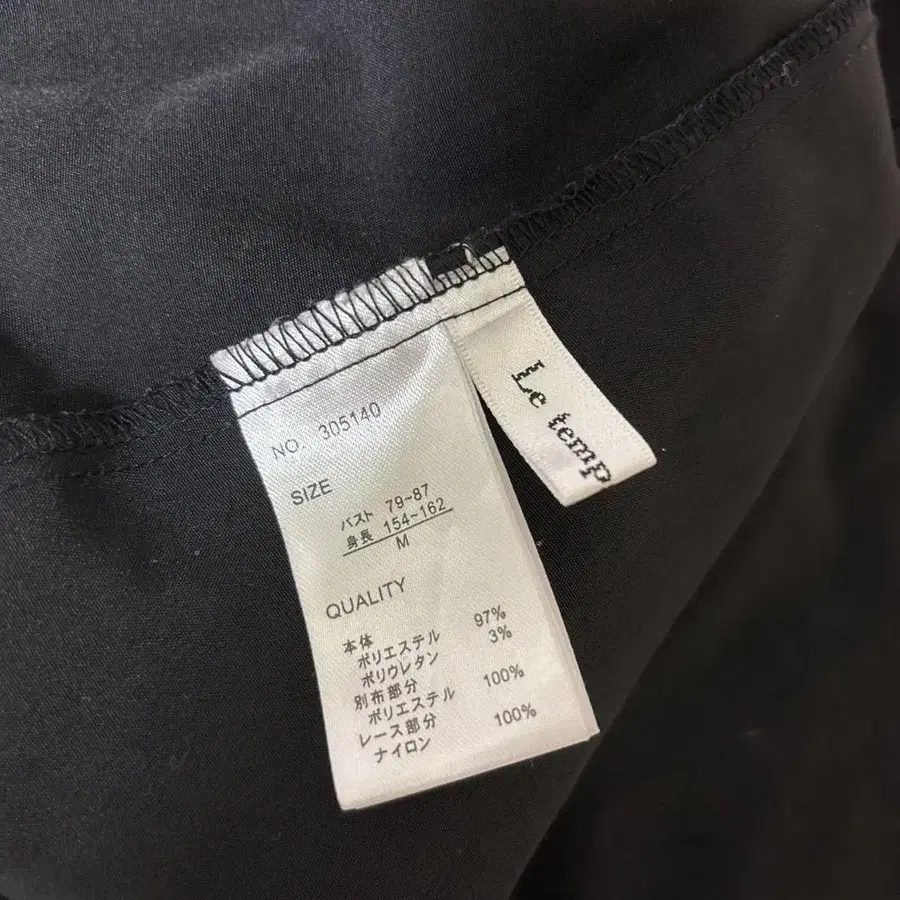 NO. 305140
SIZE
バスト 79~87
身長 154~162
M
QUALITY
本体
ポリエステル 97%
ポリウレタン 3%
別布部分
ポリエステル 100%
レース部分
ナイロン 100%
Le temp